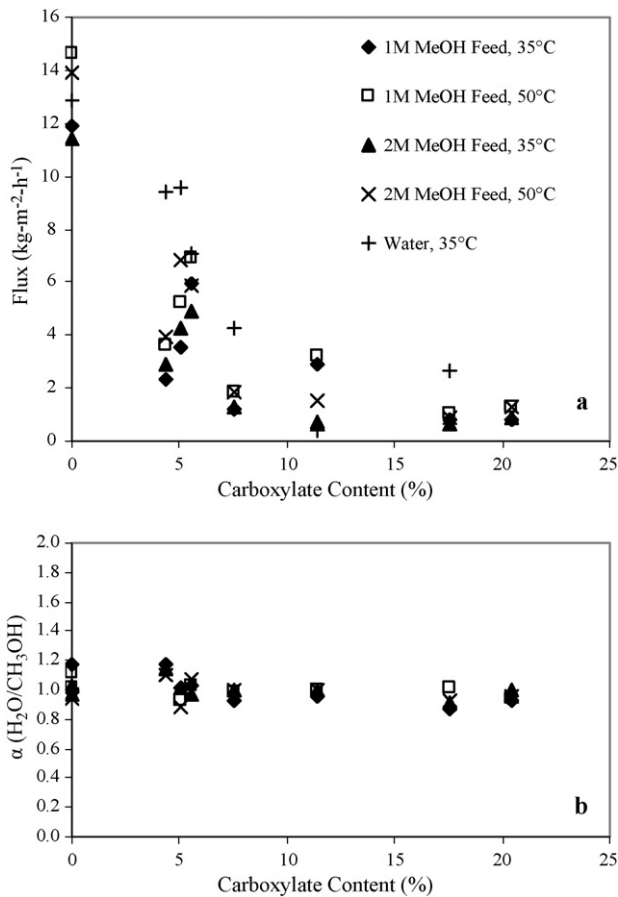 16
14
12
10
8
6
4
2
0
Flux (kg-m-2-h-1)
1M MeOH Feed, 35°C
1M MeOH Feed, 50°C
2M MeOH Feed, 35°C
2M MeOH Feed, 50°C
Water, 35°C
a
0 5 10 15 20 25
Carboxylate Content (%)
2.0
1.8
1.6
1.4
1.2
1.0
0.8
0.6
0.4
0.2
0.0
α (H₂O/CH₃OH)
b
0 5 10 15 20 25
Carboxylate Content (%)